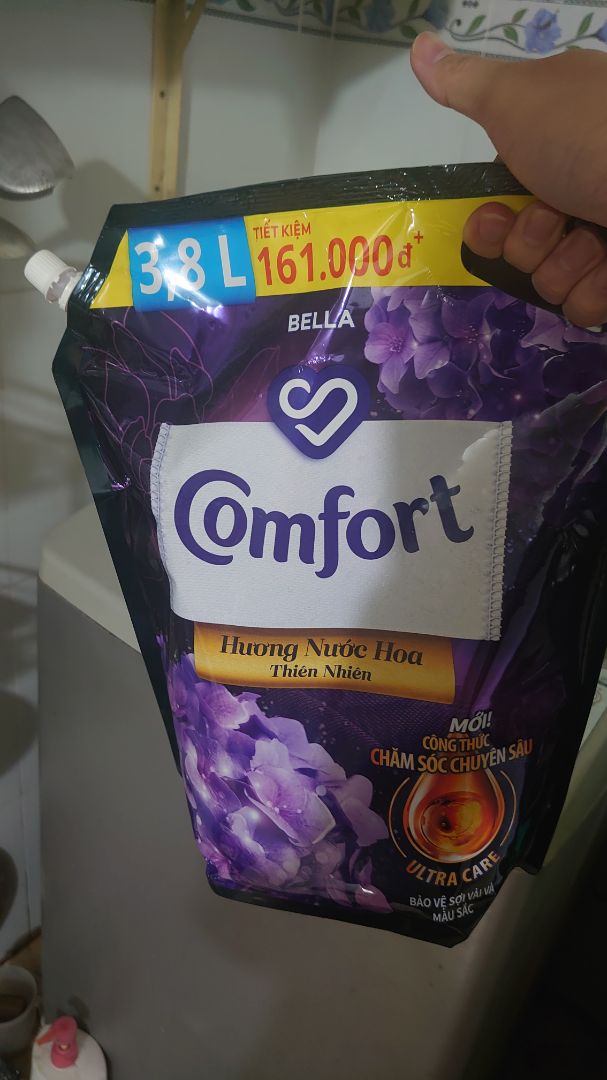 3,8 L
TIẾT KIỆM
161.000đ+
BELLA
Comfort
Hương Nước Hoa
Thiên Nhiên
MỚI!
CÔNG THỨC
CHĂM SÓC CHUYÊN SÂU
ULTRA CARE
BẢO VỆ SỢI VẢI VÀ
MÀU SẮC